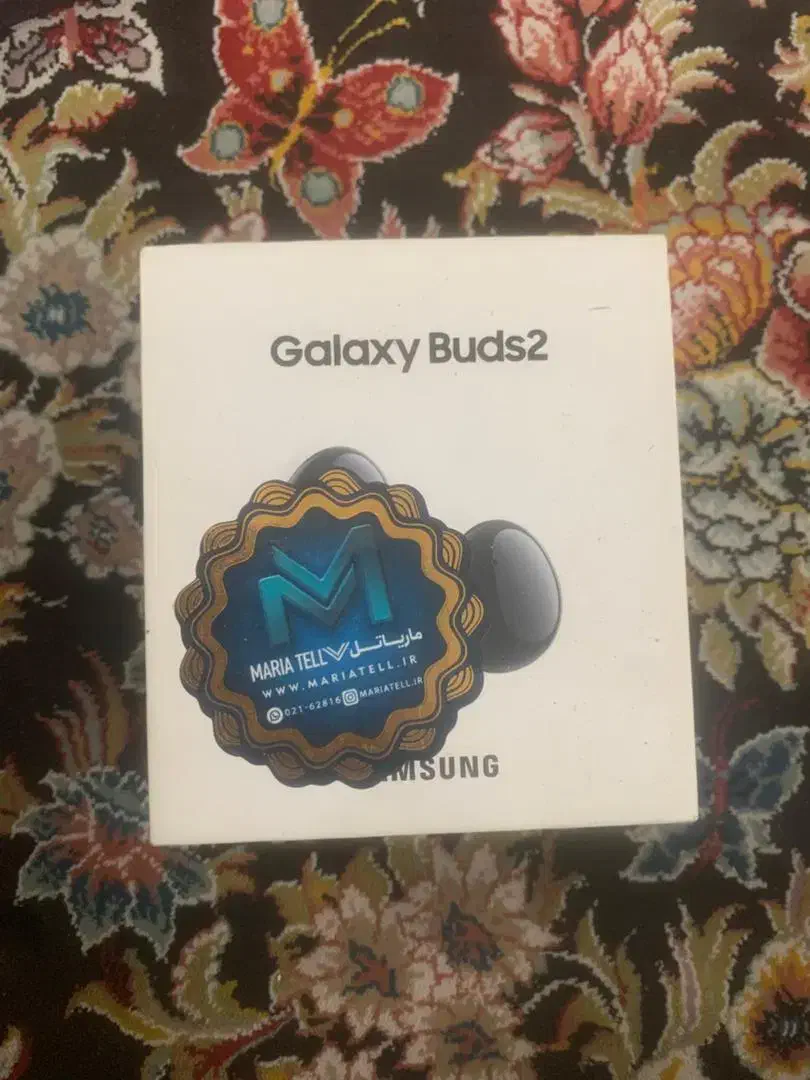 Galaxy Buds2
MARIA TELL ماریاتل
WWW.MARIATELL.IR
021-62816 MARIATELL.IR
MSUNG